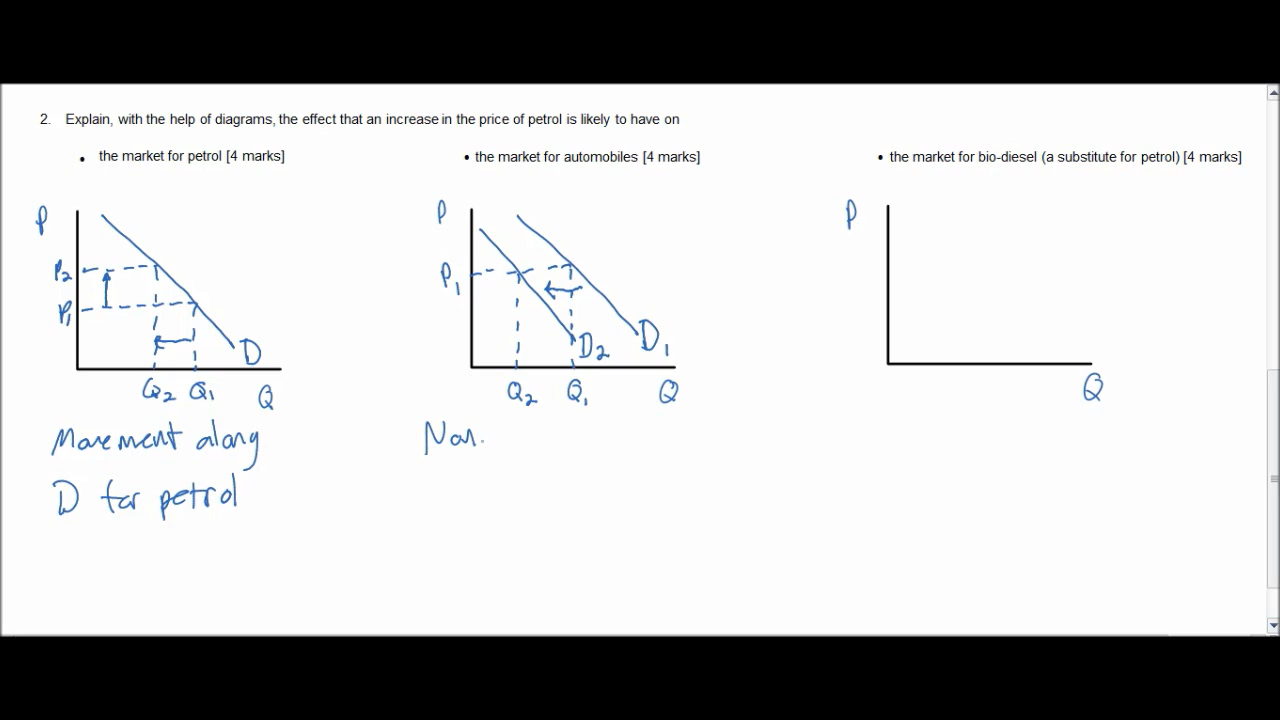 2. Explain, with the help of diagrams, the effect that an increase in the price of petrol is likely to have on
• the market for petrol [4 marks]
• the market for automobiles [4 marks]
• the market for bio-diesel (a substitute for petrol) [4 marks]
P
P2
P1
D
Q2 Q1 Q
Movement along
D for petrol
P
P1
D2 D1
Q2 Q1 Q
Non.
P
Q